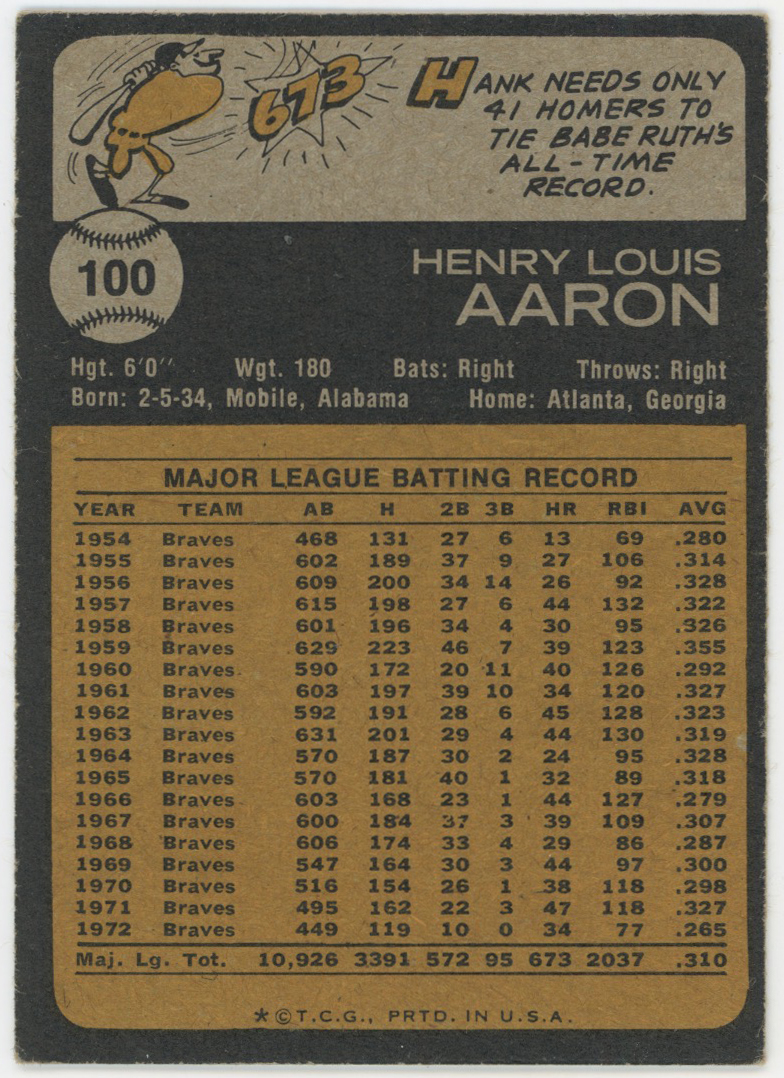 673
HANK NEEDS ONLY
41 HOMERS TO
TIE BABE RUTH'S
ALL-TIME
RECORD.
100
HENRY LOUIS
AARON
Hgt. 6'0" Wgt. 180 Bats: Right Throws: Right
Born: 2-5-34, Mobile, Alabama Home: Atlanta, Georgia
MAJOR LEAGUE BATTING RECORD
YEAR TEAM AB H 2B 3B HR RBI AVG
1954 Braves 468 131 27 6 13 69 .280
1955 Braves 602 189 37 9 27 106 .314
1956 Braves 609 200 34 14 26 92 .328
1957 Braves 615 198 27 6 44 132 .322
1958 Braves 601 196 34 4 30 95 .326
1959 Braves 629 223 46 7 39 123 .355
1960 Braves 590 172 20 11 40 126 .292
1961 Braves 603 197 39 10 34 120 .327
1962 Braves 592 191 28 6 45 128 .323
1963 Braves 631 201 29 4 44 130 .319
1964 Braves 570 187 30 2 24 95 .328
1965 Braves 570 181 40 1 32 89 .318
1966 Braves 603 168 23 1 44 127 .279
1967 Braves 600 184 37 3 39 109 .307
1968 Braves 606 174 33 4 29 86 .287
1969 Braves 547 164 30 3 44 97 .300
1970 Braves 516 154 26 1 38 118 .298
1971 Braves 495 162 22 3 47 118 .327
1972 Braves 449 119 10 0 34 77 .265
Maj. Lg. Tot. 10,926 3391 572 95 673 2037 .310
*©T.C.G., PRTD. IN U.S.A.